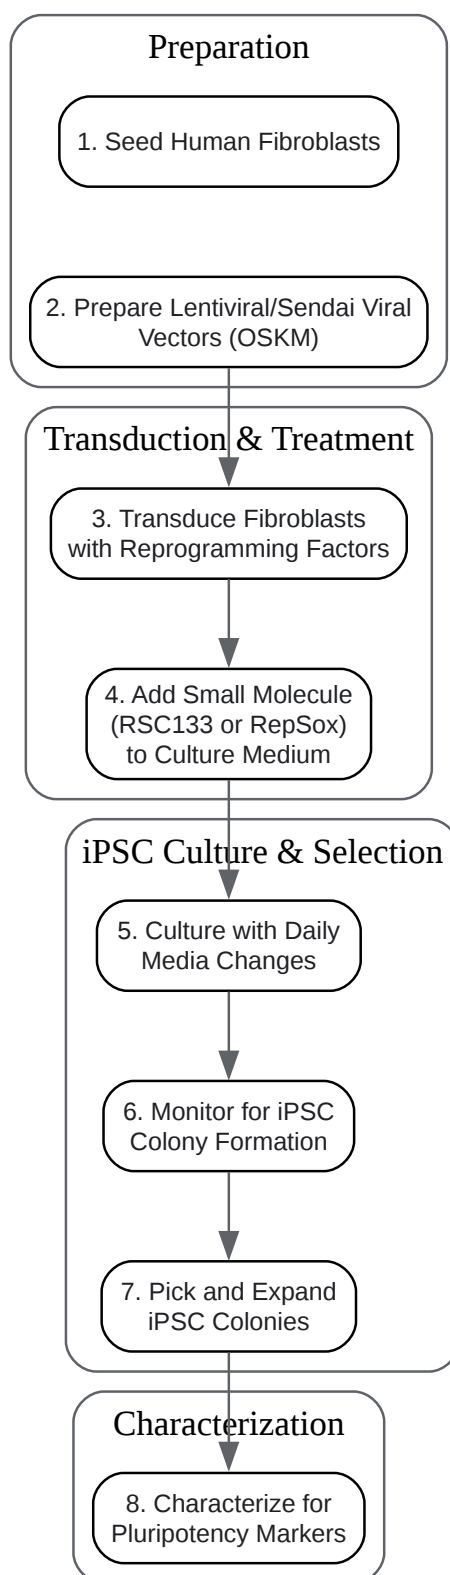 Preparation
1. Seed Human Fibroblasts
2. Prepare Lentiviral/Sendai Viral
Vectors (OSKM)
Transduction & Treatment
3. Transduce Fibroblasts
with Reprogramming Factors
4. Add Small Molecule
(RSC133 or RepSox)
to Culture Medium
iPSC Culture & Selection
5. Culture with Daily
Media Changes
6. Monitor for iPSC
Colony Formation
7. Pick and Expand
iPSC Colonies
Characterization
8. Characterize for
Pluripotency Markers